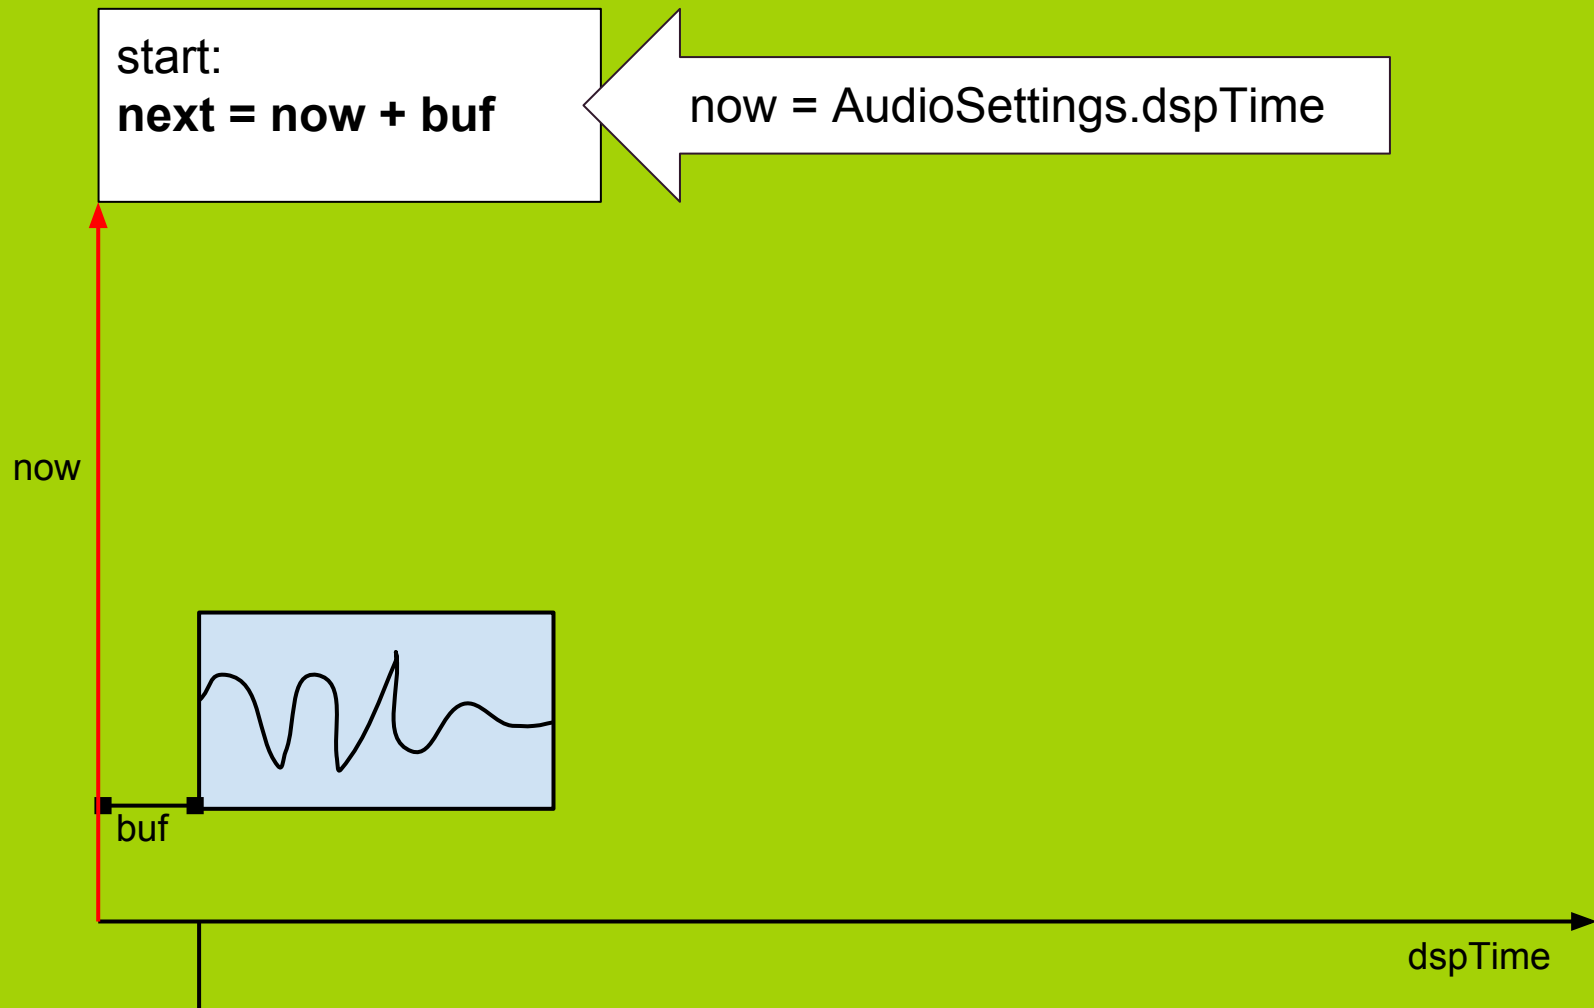 start:
next = now + buf
now = AudioSettings.dspTime
now
buf
dspTime